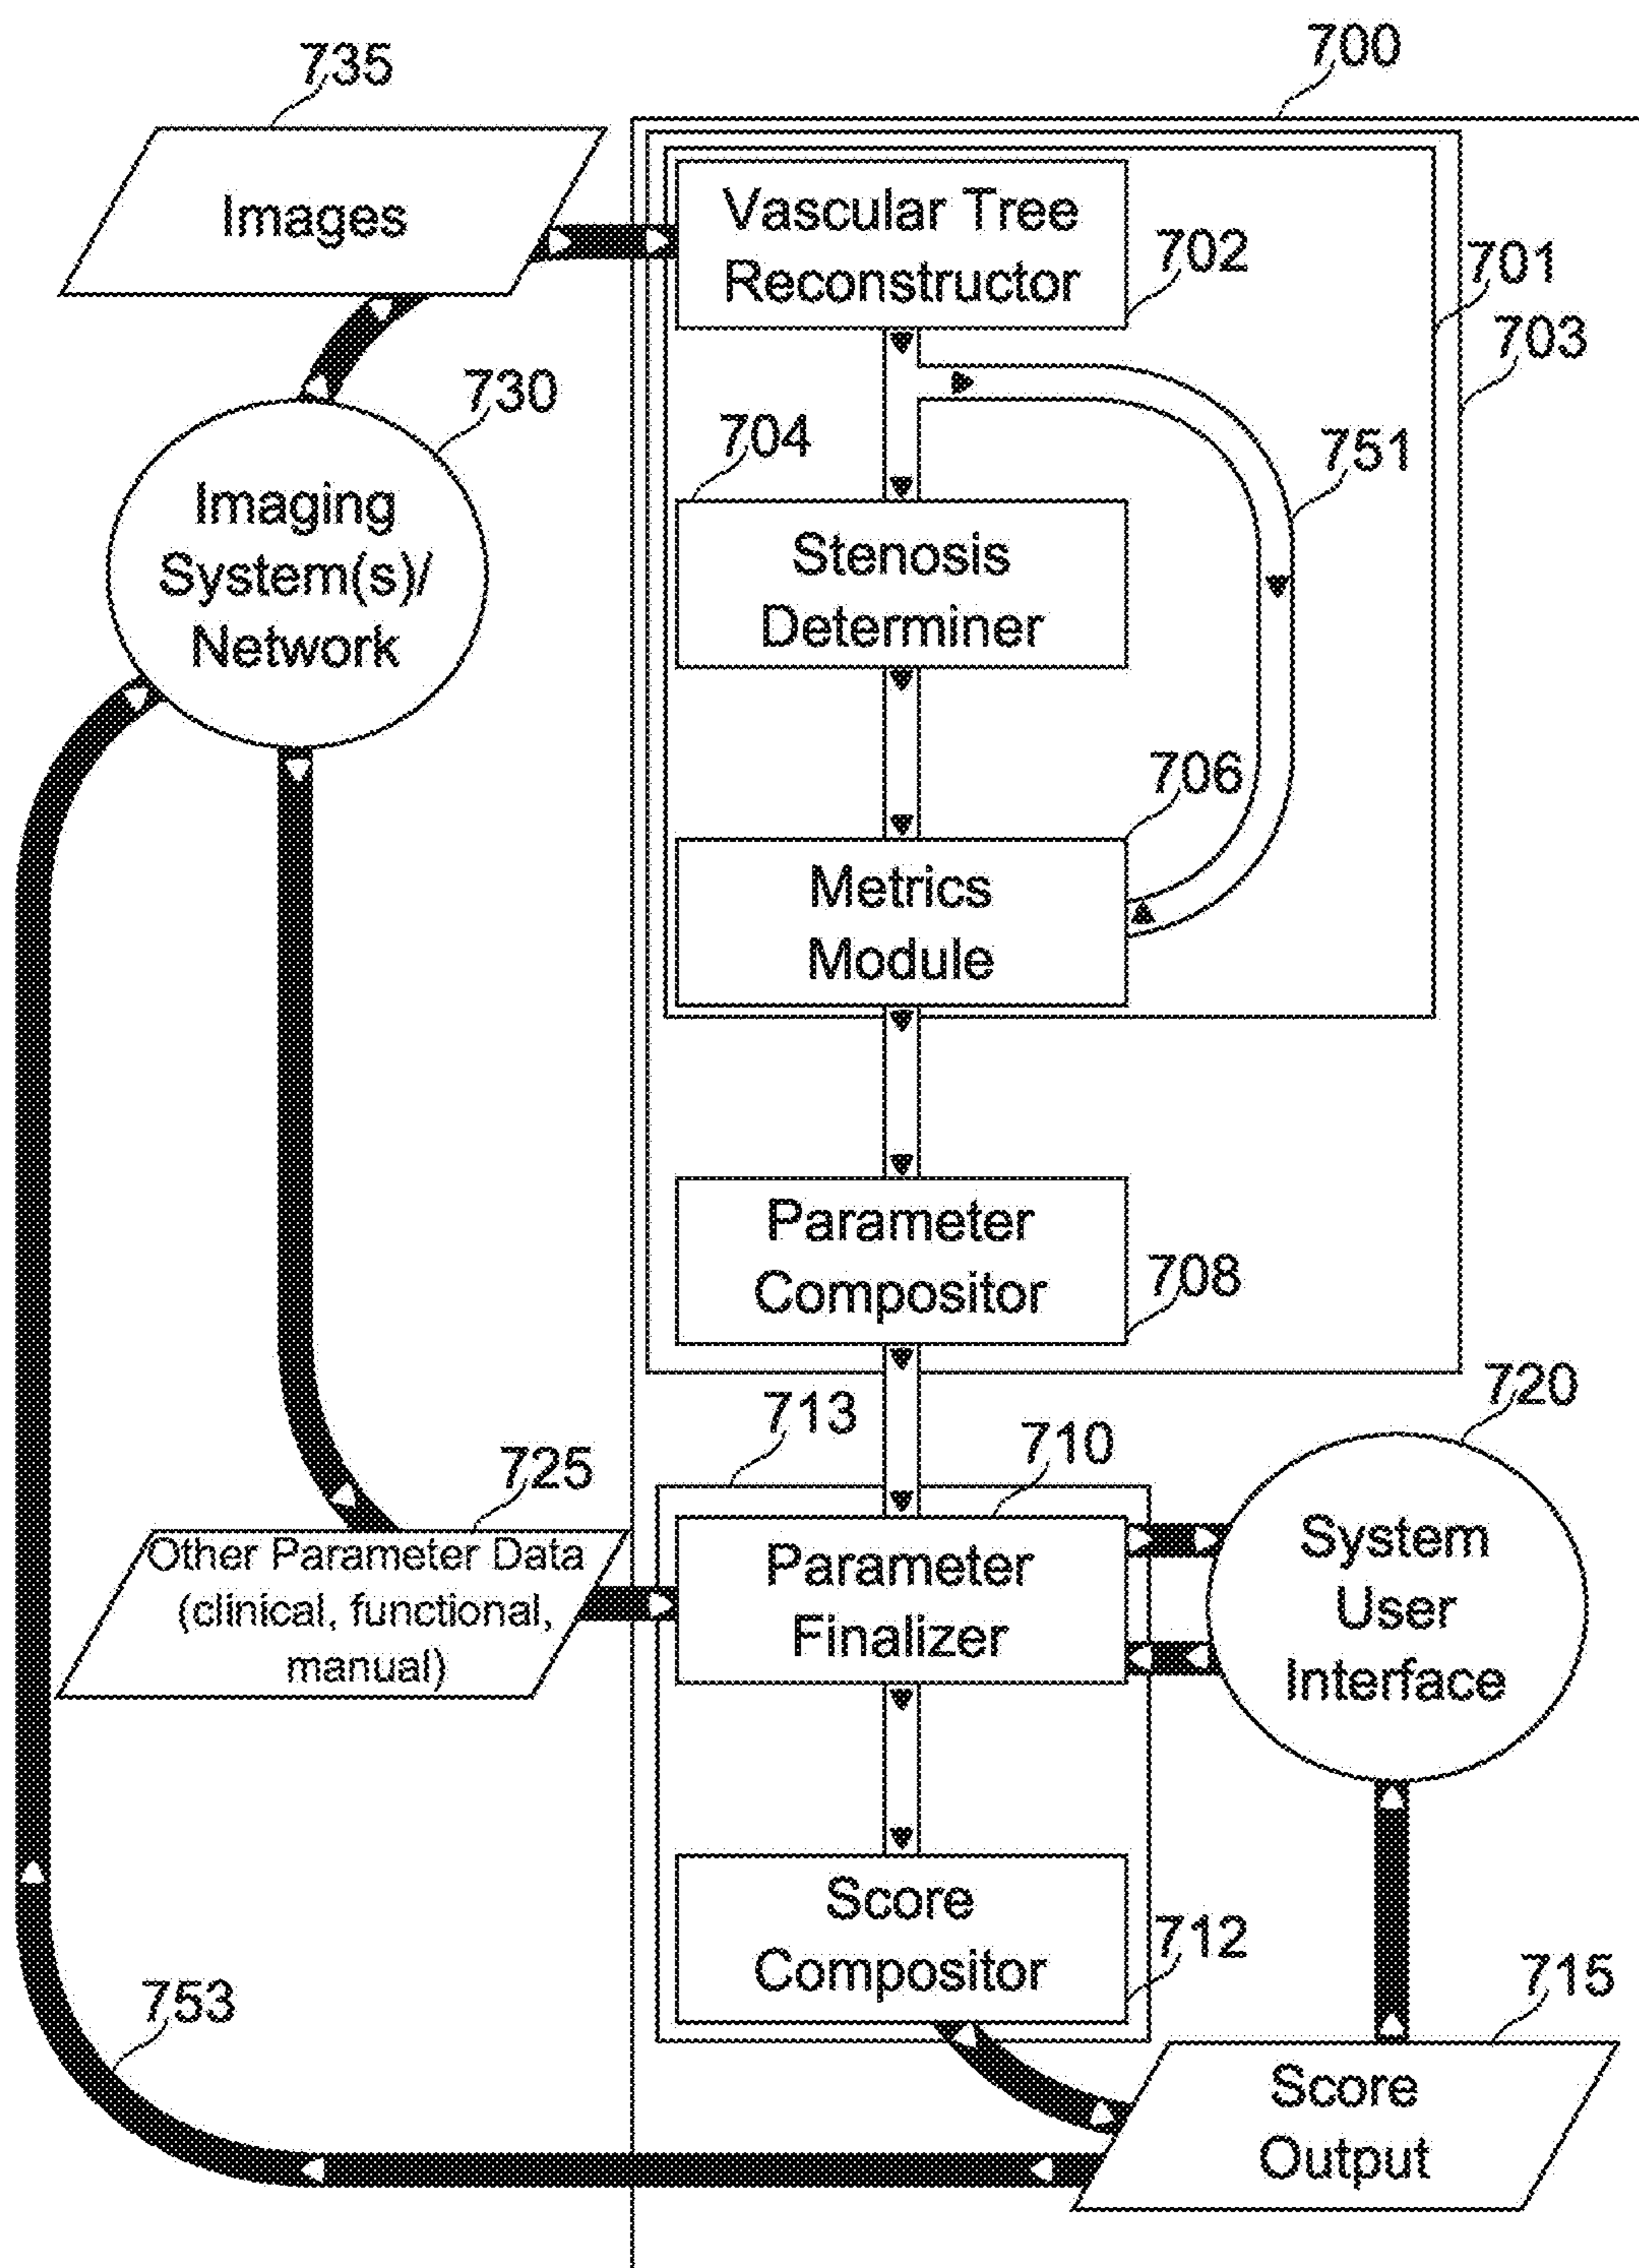 700
735
Images
Vascular Tree
Reconstructor
702
701
703
730
Imaging
System(s)/
Network
704
751
Stenosis
Determiner
706
Metrics
Module
Parameter
Compositor
708
720
713
710
725
Other Parameter Data
(clinical, functional,
manual)
Parameter
Finalizer
System
User
Interface
Score
Compositor
712
753
715
Score
Output